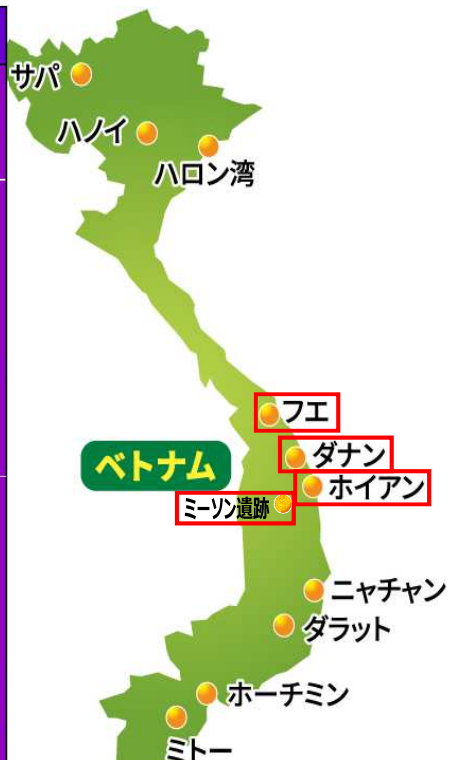 サパ
ハノイ
ハロン湾
フエ
ダナン
ベトナム
ホイアン
ミーソン遺跡
ニャチャン
ダラット
ホーチミン
ミトー